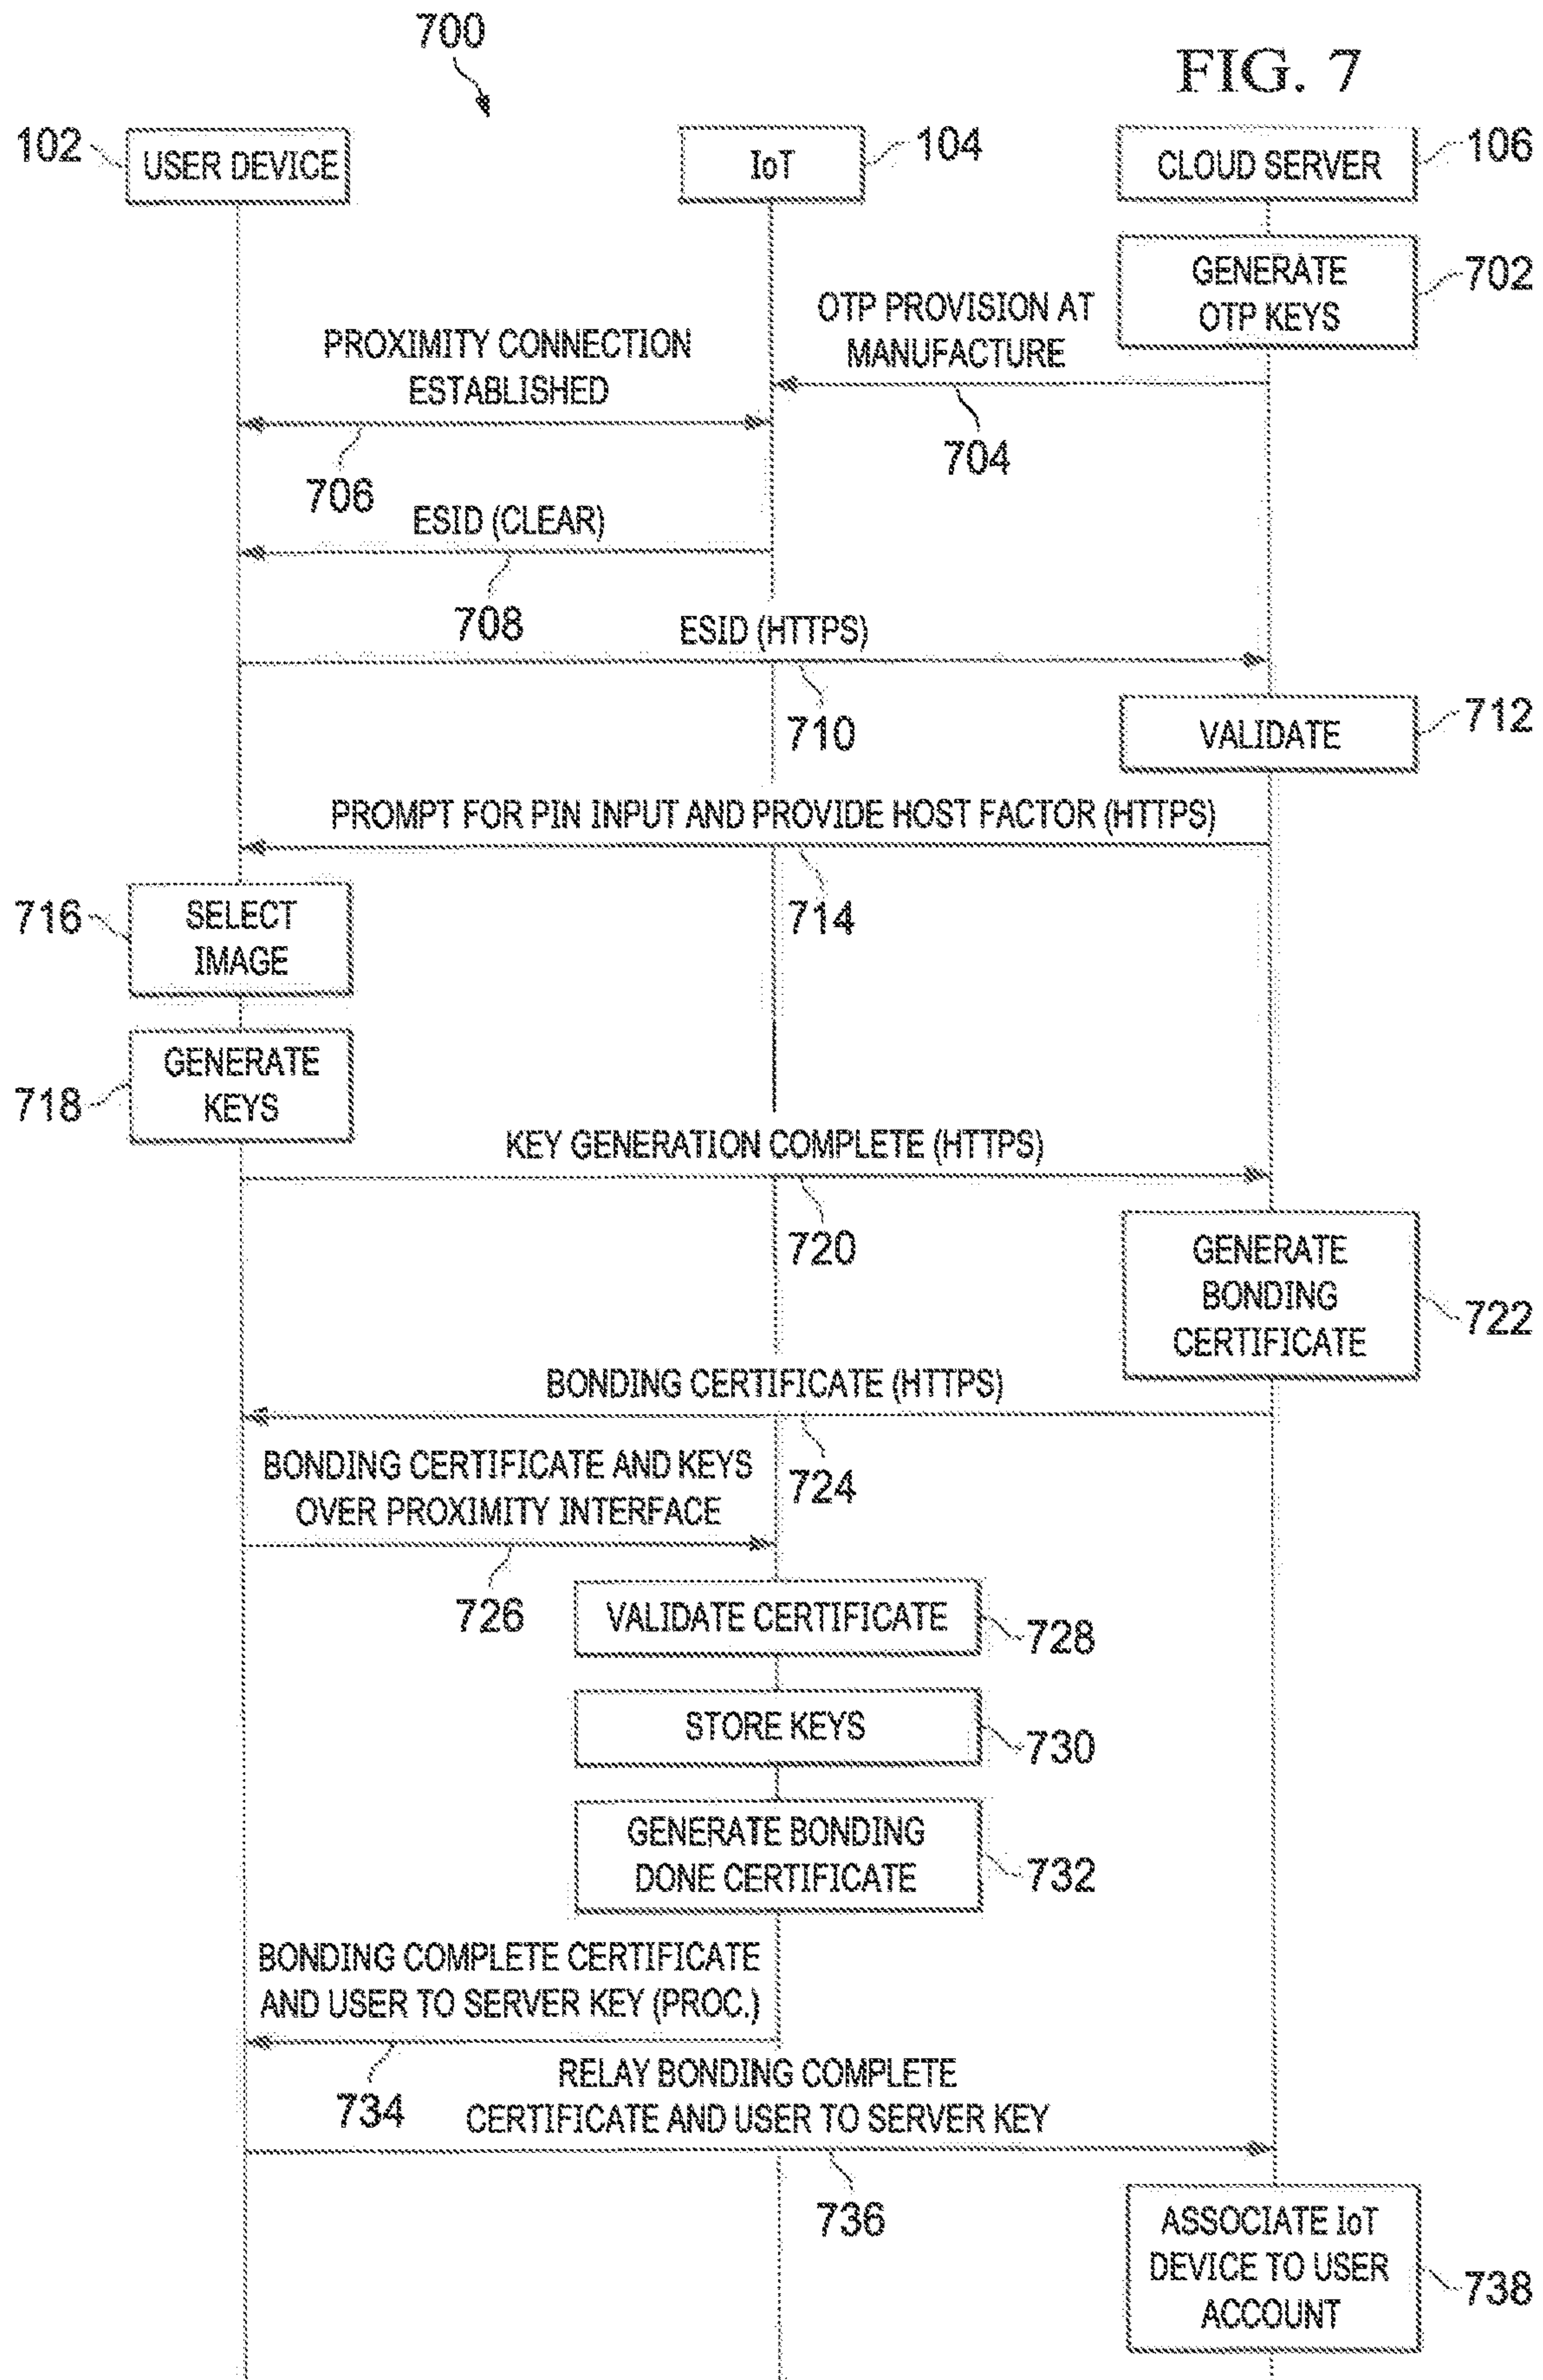 700
FIG. 7
102
USER DEVICE
IoT
104
CLOUD SERVER
106
GENERATE
OTP KEYS
702
OTP PROVISION AT
MANUFACTURE
704
PROXIMITY CONNECTION
ESTABLISHED
706
ESID (CLEAR)
708
ESID (HTTPS)
710
VALIDATE
712
PROMPT FOR PIN INPUT AND PROVIDE HOST FACTOR (HTTPS)
714
716
SELECT
IMAGE
718
GENERATE
KEYS
KEY GENERATION COMPLETE (HTTPS)
720
GENERATE
BONDING
CERTIFICATE
722
BONDING CERTIFICATE (HTTPS)
724
BONDING CERTIFICATE AND KEYS
OVER PROXIMITY INTERFACE
726
VALIDATE CERTIFICATE
728
STORE KEYS
730
GENERATE BONDING
DONE CERTIFICATE
732
BONDING COMPLETE CERTIFICATE
AND USER TO SERVER KEY (PROC.)
734
RELAY BONDING COMPLETE
CERTIFICATE AND USER TO SERVER KEY
736
ASSOCIATE IoT
DEVICE TO USER
ACCOUNT
738